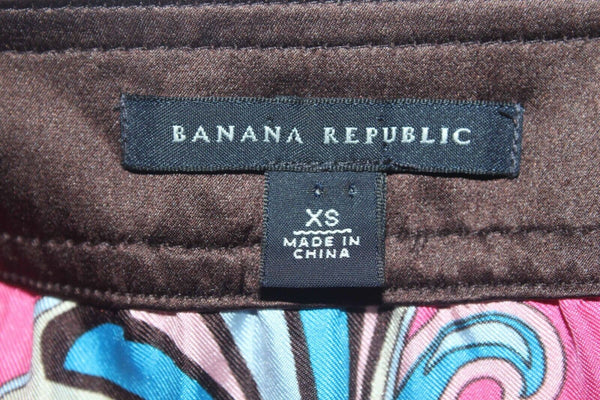 BANANA REPUBLIC
XS
MADE IN
CHINA